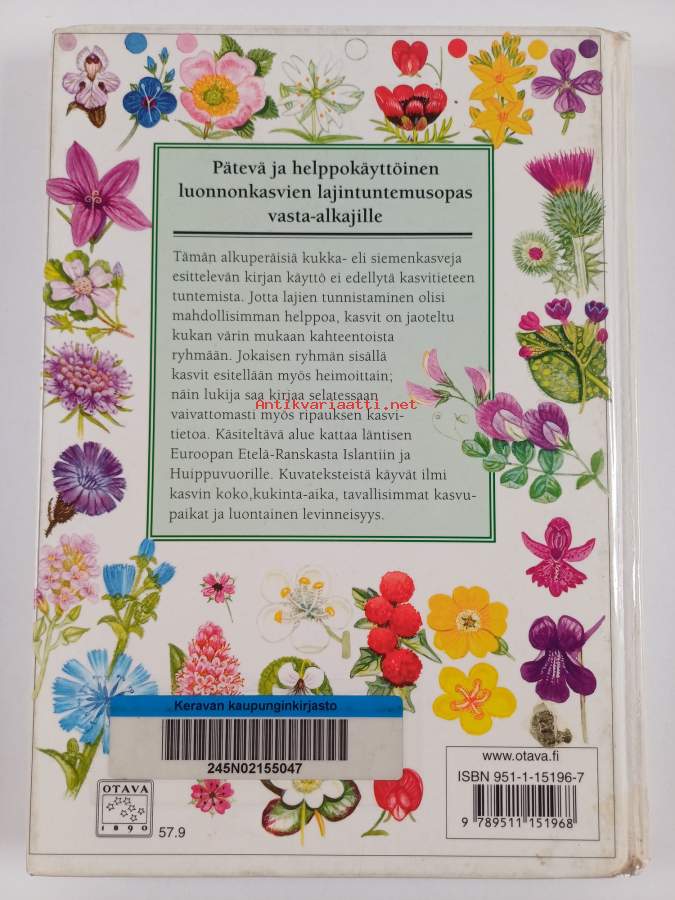 Pätevä ja helppokäyttöinen
luonnonkasvien lajintuntemusopas
vasta-alkajille
Tämän alkuperäisiä kukka- eli siemenkasveja
esittelevän kirjan käyttö ei edellytä kasvitieteen
tuntemista. Jotta lajien tunnistaminen olisi
mahdollisimman helppoa, kasvit on jaoteltu
kukan värin mukaan kahteentoista
ryhmään. Jokaisen ryhmän sisällä
kasvit esitellään myös heimoittain;
näin lukija saa kirjaa selatessaan
Antikvariaatti.net
vaivattomasti myös ripauksen kasvi-
tietoa. Käsiteltävä alue kattaa läntisen
Euroopan Etelä-Ranskasta Islantiin ja
Huippuvuorille. Kuvateksteistä käyvät ilmi
kasvin koko,kukinta-aika, tavallisimmat kasvu-
paikat ja luontainen levinneisyys.
Keravan kaupunginkirjasto
245N02155047
OTAVA
1890
57.9
www.otava.fi
ISBN 951-1-15196-7
9 789511 151968